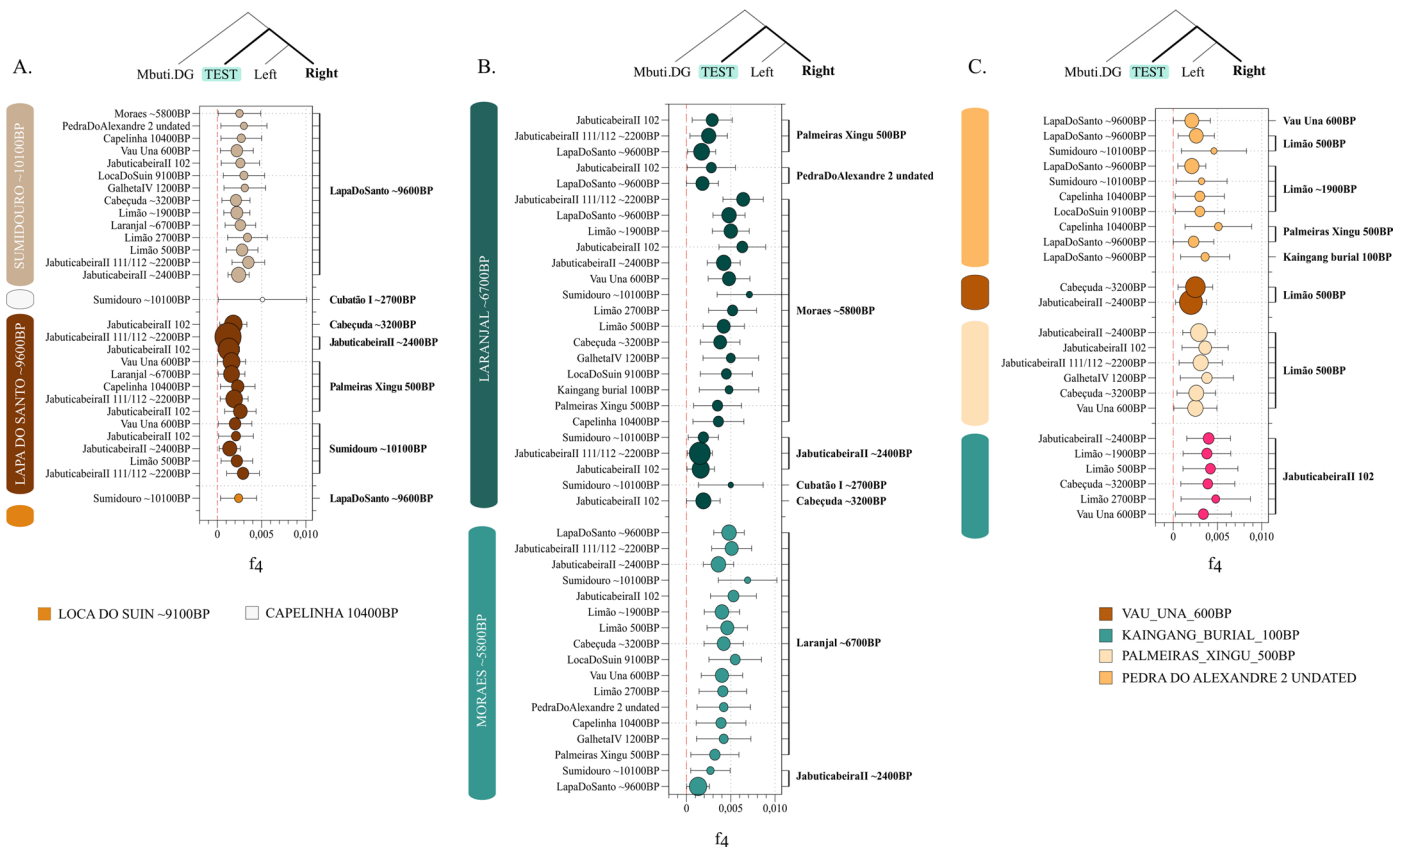 A.
Mbuti.DG TEST Left Right
SUMIDOURO ~10100BP
Moraes ~5800BP
PedraDoAlexandre 2 undated
Capelinha 10400BP
Vau Una 600BP
JabuticabeiraII 102
LocaDoSuin 9100BP
GalhetaIV 1200BP
Cabeçuda ~3200BP
Limão ~1900BP
Laranjal ~6700BP
Limão 2700BP
Limão 500BP
JabuticabeiraII 111/112 ~2200BP
JabuticabeiraII ~2400BP
LapaDoSanto ~9600BP
Sumidouro ~10100BP
Cubatão I ~2700BP
LAPA DO SANTO ~9600BP
JabuticabeiraII 102
JabuticabeiraII 111/112 ~2200BP
JabuticabeiraII 102
Vau Una 600BP
Laranjal ~6700BP
Capelinha 10400BP
JabuticabeiraII 111/112 ~2200BP
JabuticabeiraII 102
Vau Una 600BP
JabuticabeiraII 102
JabuticabeiraII ~2400BP
Limão 500BP
JabuticabeiraII 111/112 ~2200BP
Cabeçuda ~3200BP
JabuticabeiraII ~2400BP
Palmeiras Xingu 500BP
Sumidouro ~10100BP
Sumidouro ~10100BP
LapaDoSanto ~9600BP
0 0,005 0,010
f4
LOCA DO SUIN ~9100BP
CAPELINHA 10400BP
B.
Mbuti.DG TEST Left Right
LARANJAL ~6700BP
JabuticabeiraII 102
JabuticabeiraII 111/112 ~2200BP
LapaDoSanto ~9600BP
JabuticabeiraII 102
LapaDoSanto ~9600BP
JabuticabeiraII 111/112 ~2200BP
LapaDoSanto ~9600BP
Limão ~1900BP
JabuticabeiraII 102
JabuticabeiraII ~2400BP
Vau Una 600BP
Sumidouro ~10100BP
Limão 2700BP
Limão 500BP
Cabeçuda ~3200BP
GalhetaIV 1200BP
LocaDoSuin 9100BP
Kaingang burial 100BP
Palmeiras Xingu 500BP
Capelinha 10400BP
Sumidouro ~10100BP
JabuticabeiraII 111/112 ~2200BP
JabuticabeiraII 102
Sumidouro ~10100BP
JabuticabeiraII 102
Palmeiras Xingu 500BP
PedraDoAlexandre 2 undated
Moraes ~5800BP
JabuticabeiraII ~2400BP
Cubatão I ~2700BP
Cabeçuda ~3200BP
MORAES ~5800BP
LapaDoSanto ~9600BP
JabuticabeiraII 111/112 ~2200BP
JabuticabeiraII ~2400BP
Sumidouro ~10100BP
JabuticabeiraII 102
Limão ~1900BP
Limão 500BP
Cabeçuda ~3200BP
LocaDoSuin 9100BP
Vau Una 600BP
Limão 2700BP
PedraDoAlexandre 2 undated
Capelinha 10400BP
GalhetaIV 1200BP
Palmeiras Xingu 500BP
Sumidouro ~10100BP
LapaDoSanto ~9600BP
Laranjal ~6700BP
JabuticabeiraII ~2400BP
0 0,005 0,010
f4
C.
Mbuti.DG TEST Left Right
LapaDoSanto ~9600BP
LapaDoSanto ~9600BP
Sumidouro ~10100BP
LapaDoSanto ~9600BP
Sumidouro ~10100BP
Capelinha 10400BP
LocaDoSuin 9100BP
Capelinha 10400BP
LapaDoSanto ~9600BP
LapaDoSanto ~9600BP
Vau Una 600BP
Limão 500BP
Limão ~1900BP
Palmeiras Xingu 500BP
Kaingang burial 100BP
Cabeçuda ~3200BP
JabuticabeiraII ~2400BP
Limão 500BP
JabuticabeiraII ~2400BP
JabuticabeiraII 102
JabuticabeiraII 111/112 ~2200BP
GalhetaIV 1200BP
Cabeçuda ~3200BP
Vau Una 600BP
Limão 500BP
JabuticabeiraII ~2400BP
Limão ~1900BP
Limão 500BP
Cabeçuda ~3200BP
Limão 2700BP
Vau Una 600BP
JabuticabeiraII 102
0 0,005 0,010
f4
VAU_UNA_600BP
KAINGANG_BURIAL_100BP
PALMEIRAS_XINGU_500BP
PEDRA DO ALEXANDRE 2 UNDATED